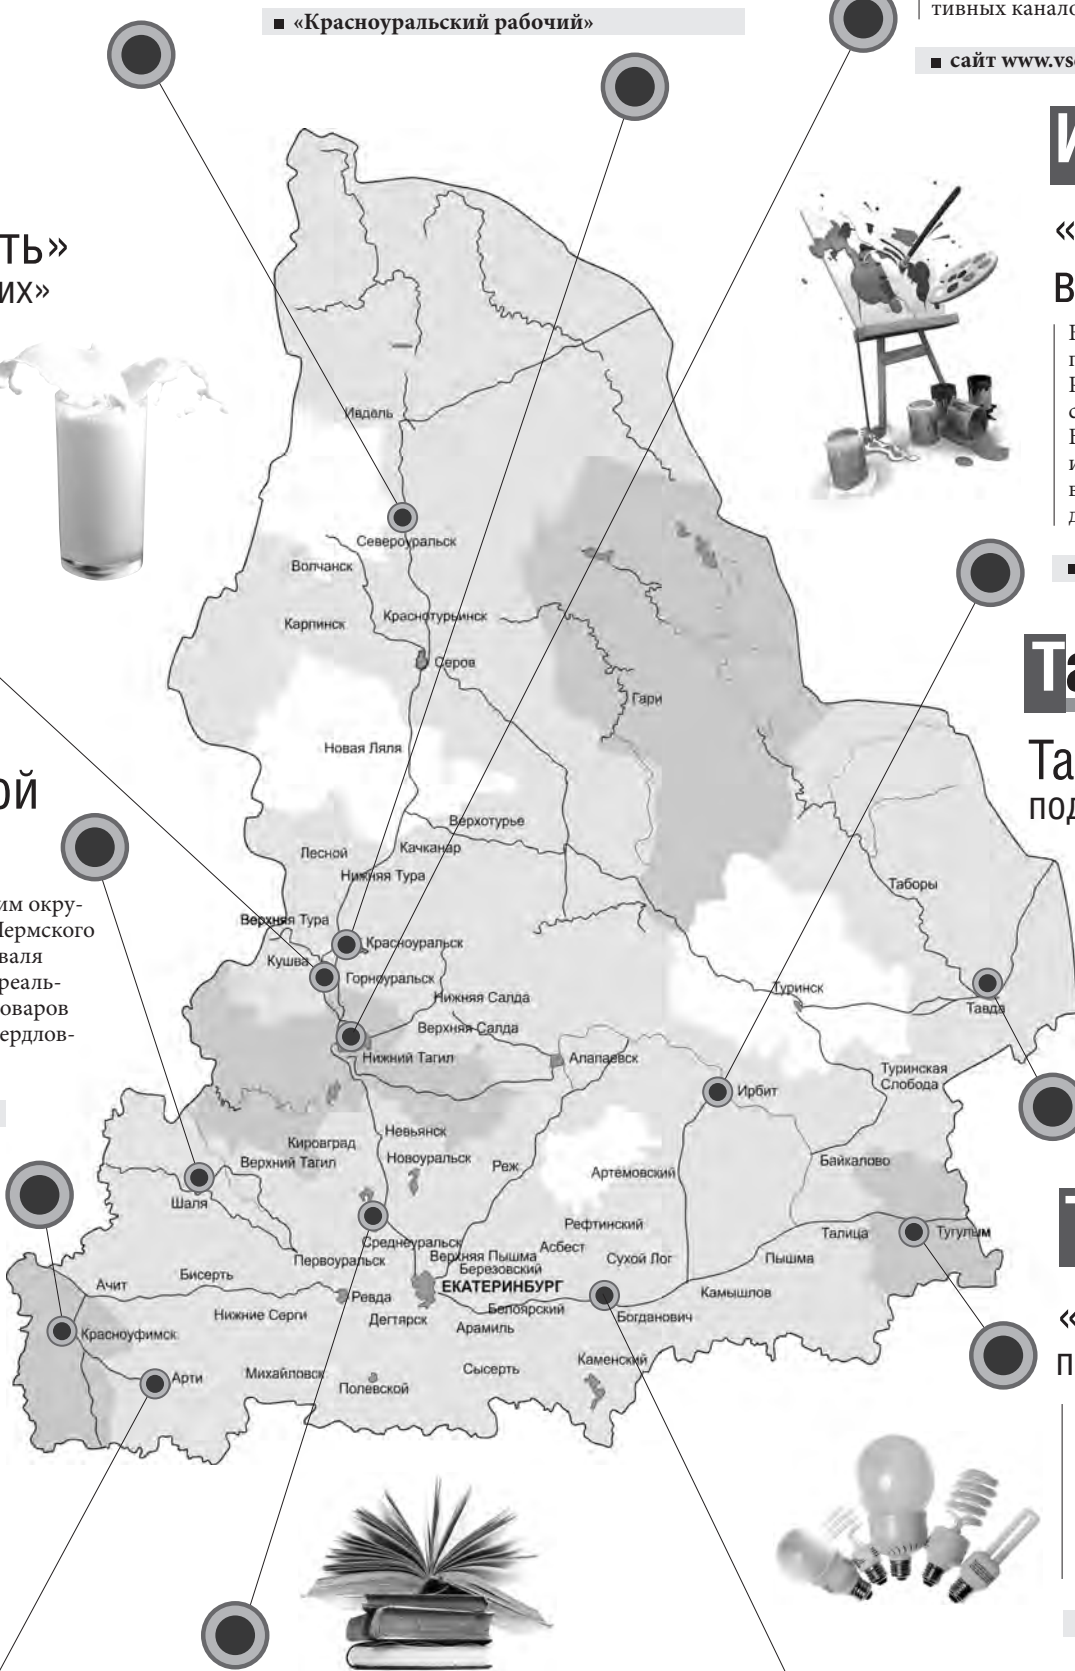 тивных канало
■ «Красноуральский рабочий»
■ сайт www.vs
И
«
В
ть»
их»
Ивдель
Североуральск
Волчанск
Краснотурьинск
Карпинск
Серов
Та
Гари
Новая Ляля
Та
под
ой
Верхотурье
Качканар
Лесной
Нижняя Тура
Таборы
им окру-
Пермского
Верхняя Тура
Красноуральск
валя
Кушва
реаль-
Горноуральск
Туринск
оваров
Нижняя Салда
Тавда
ердлов-
Верхняя Салда
Нижний Тагил
Алапаевск
Туринская
Слобода
Ирбит
Невьянск
Кировград
Новоуральск
Верхний Тагил
Реж
Артёмовский
Байкалово
Шаля
Рефтинский
Талица
Тугулым
Среднеуральск
Асбест
Верхняя Пышма
Сухой Лог
Пышма
Первоуральск
Березовский
Бисерть
Ачит
ЕКАТЕРИНБУРГ
Камышлов
Ревда
Белоярский
Нижние Серги
Дегтярск
Богданович
Арамиль
Красноуфимск
«
п
Каменский
Сысерть
Михайловск
Арти
Полевской